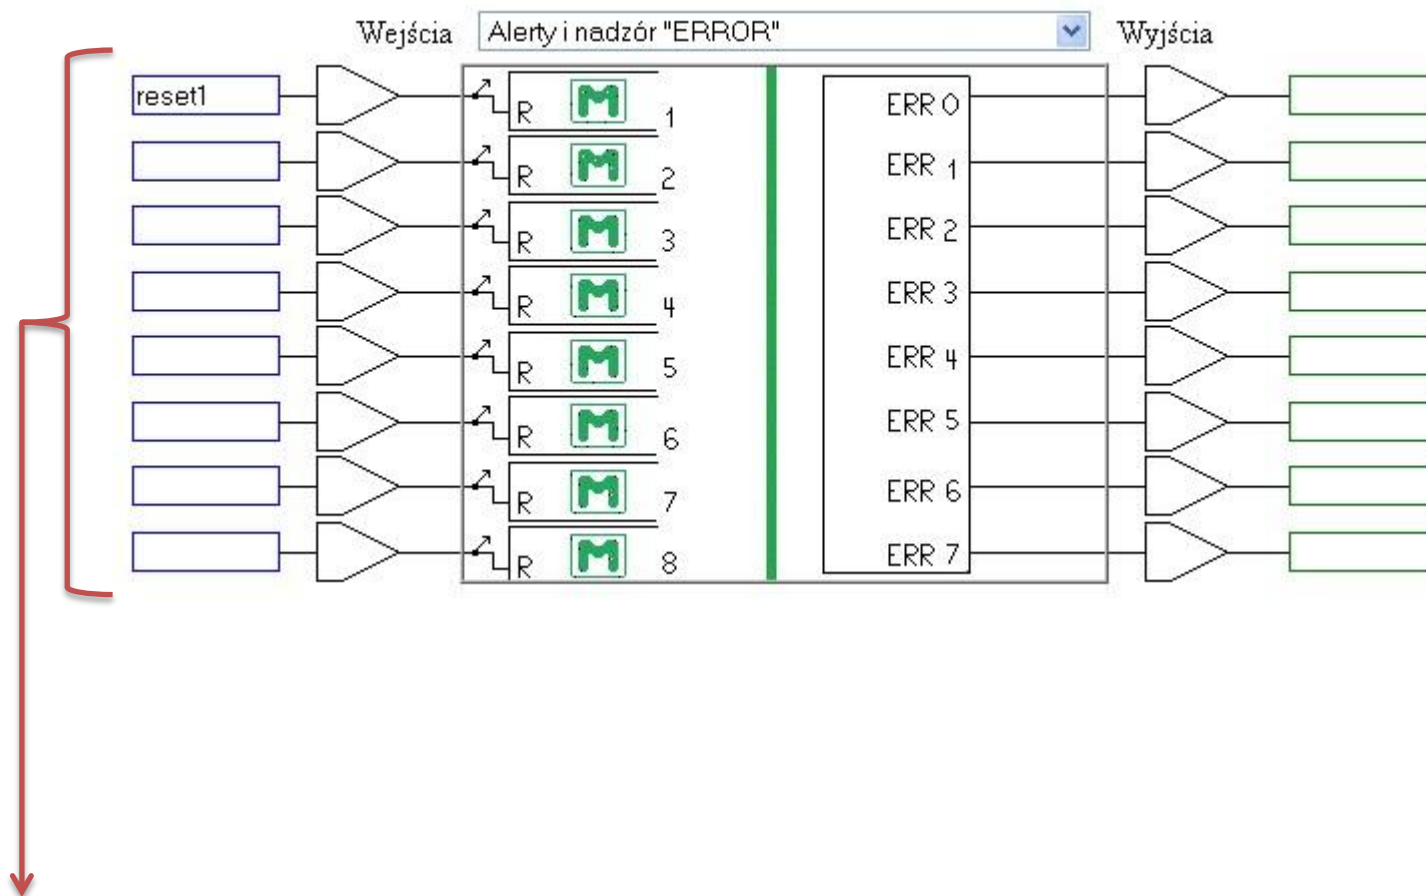 Wejścia Alerty i nadzór "ERROR" Wyjścia
reset1 R M 1 ERR 0
R M 2 ERR 1
R M 3 ERR 2
R M 4 ERR 3
R M 5 ERR 4
R M 6 ERR 5
R M 7 ERR 6
R M 8 ERR 7